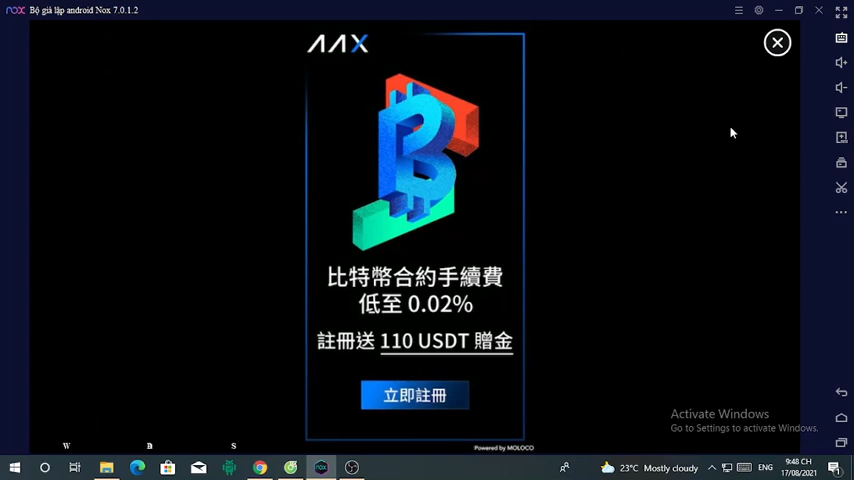 nox Bộ giả lập android Nox 7.0.1.2
AAX
比特幣合約手續費
低至 0.02%
註冊送 110 USDT 贈金
立即註冊
Activate Windows
Go to Settings to activate Windows.
W B S
Powered by MOLOCO
nox 23°C Mostly cloudy ENG 9:48 CH
17/08/2021